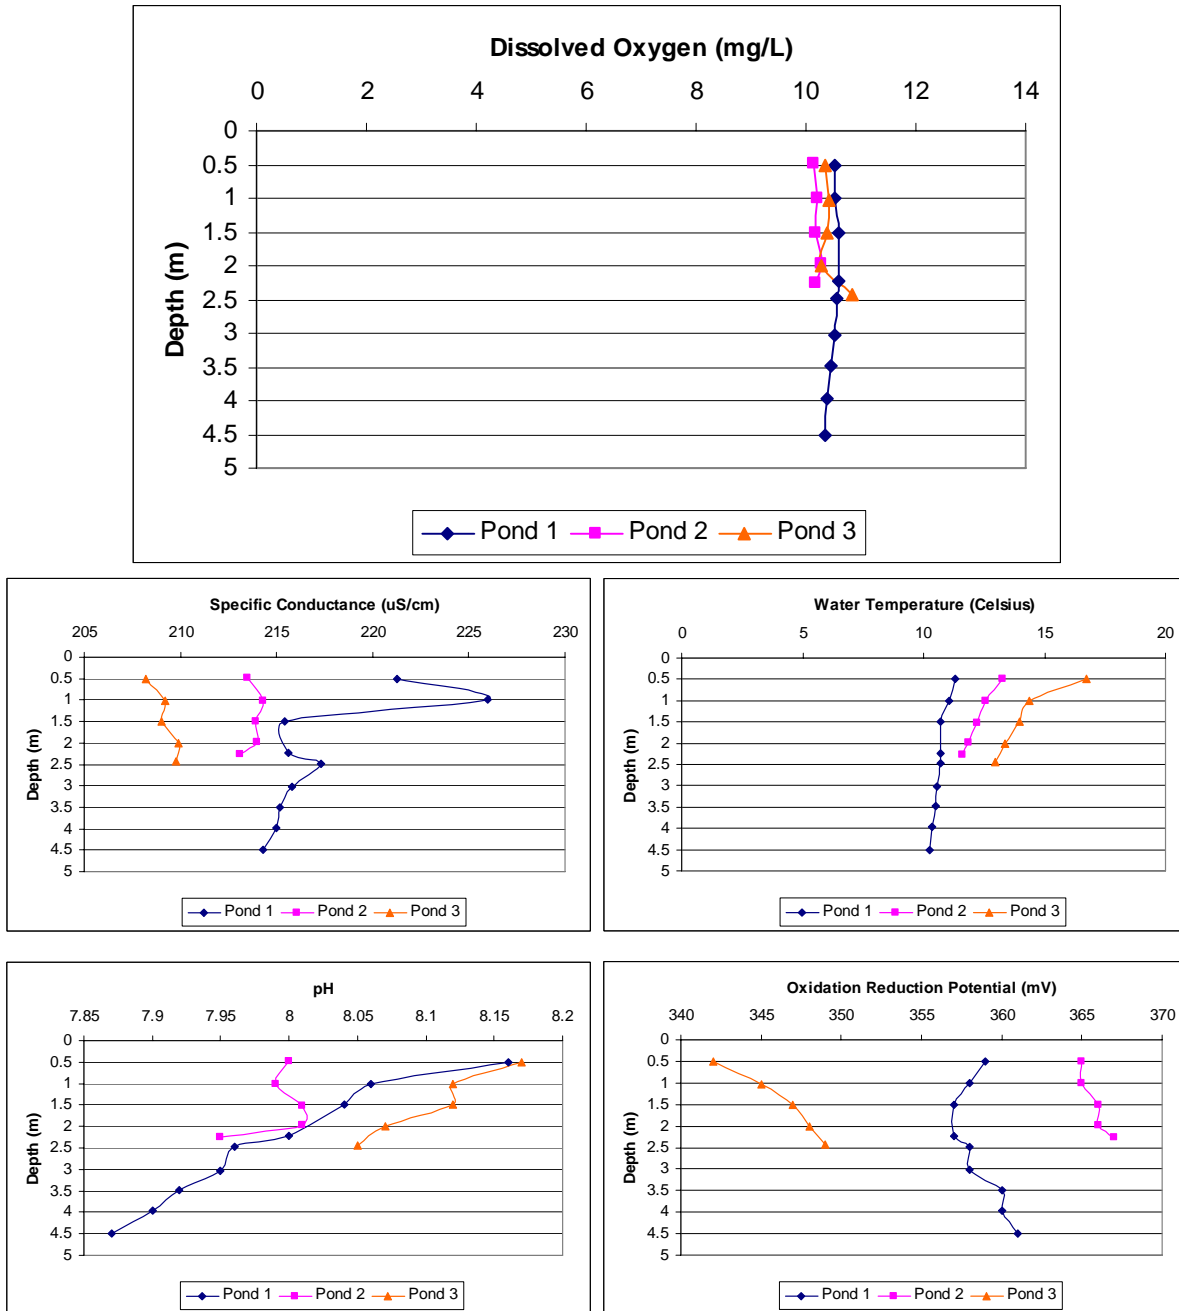 Dissolved Oxygen (mg/L)
0 2 4 6 8 10 12 14
0
0.5
1
1.5
2
2.5
3
3.5
4
4.5
5
Depth (m)
Pond 1 Pond 2 Pond 3
Specific Conductance (uS/cm)
205 210 215 220 225 230
0
0.5
1
1.5
2
2.5
3
3.5
4
4.5
5
Depth (m)
Pond 1 Pond 2 Pond 3
Water Temperature (Celsius)
0 5 10 15 20
0
0.5
1
1.5
2
2.5
3
3.5
4
4.5
5
Depth (m)
Pond 1 Pond 2 Pond 3
pH
7.85 7.9 7.95 8 8.05 8.1 8.15 8.2
0
0.5
1
1.5
2
2.5
3
3.5
4
4.5
5
Depth (m)
Pond 1 Pond 2 Pond 3
Oxidation Reduction Potential (mV)
340 345 350 355 360 365 370
0
0.5
1
1.5
2
2.5
3
3.5
4
4.5
5
Depth (m)
Pond 1 Pond 2 Pond 3